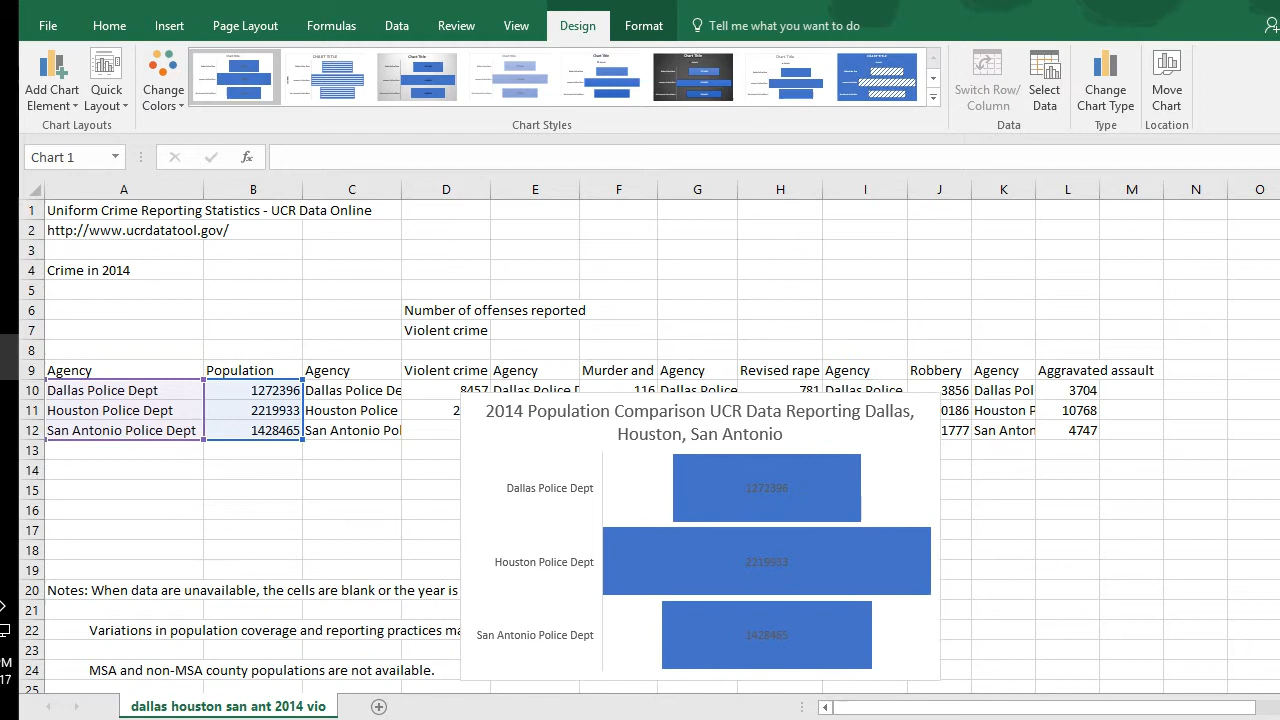 File Home Insert Page Layout Formulas Data Review View Design Format Tell me what you want to do
Add Chart Element Quick Layout Change Colors Switch Row/ Column Select Data Change Chart Type Move Chart
Chart Layouts Chart Styles Data Type Location
Chart 1 fx
A B C D E F G H I J K L M N O
1 Uniform Crime Reporting Statistics - UCR Data Online
2 http://www.ucrdatatool.gov/
3
4 Crime in 2014
5
6 Number of offenses reported
7 Violent crime
8
9 Agency Population Agency Violent crime Agency Murder and Agency Revised rape Agency Robbery Agency Aggravated assault
10 Dallas Police Dept 1272396 Dallas Police De 8457 Dallas Police D 116 Dallas Police 781 Dallas Police 3856 Dallas Pol 3704
11 Houston Police Dept 2219933 Houston Police 2 0186 Houston P 10768
12 San Antonio Police Dept 1428465 San Antonio Pol 1777 San Anton 4747
13
14
15
16
17
18
19
20 Notes: When data are unavailable, the cells are blank or the year is
21
22 Variations in population coverage and reporting practices ma
23
24 MSA and non-MSA county populations are not available.
25
2014 Population Comparison UCR Data Reporting Dallas,
Houston, San Antonio
Dallas Police Dept 1272396
Houston Police Dept 2219933
San Antonio Police Dept 1428465
PM
17
dallas houston san ant 2014 vio